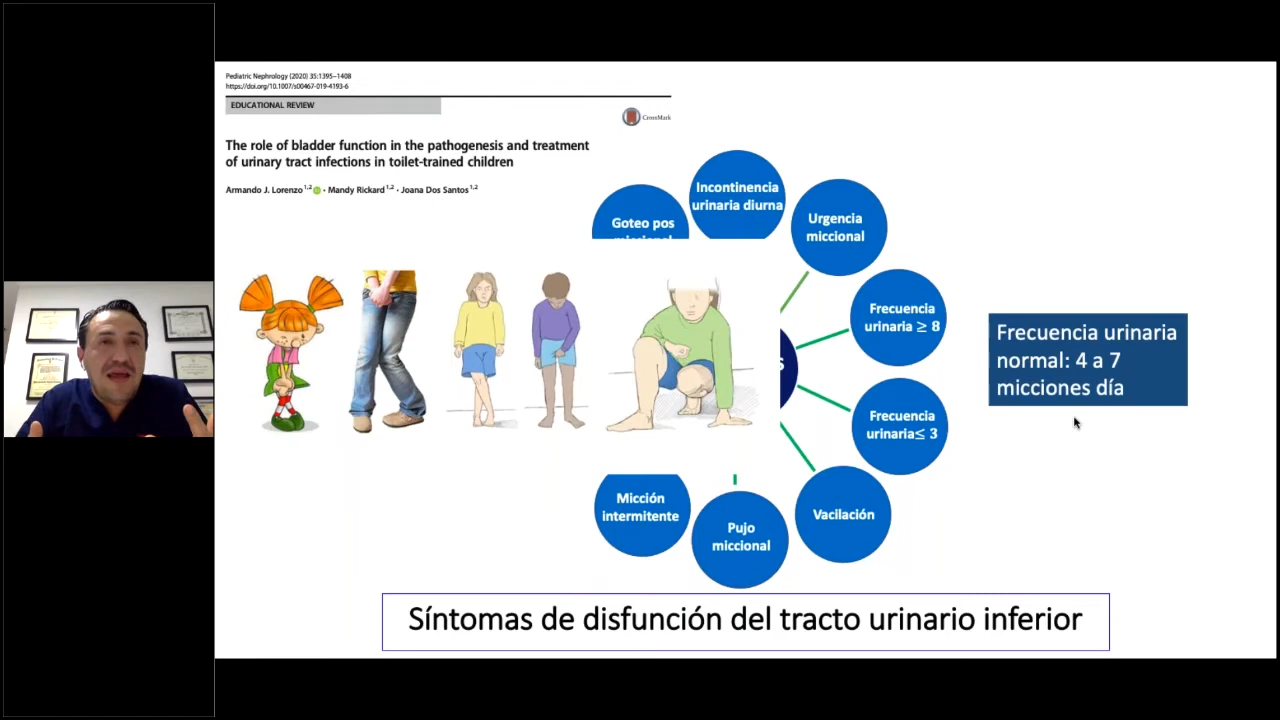 Pediatric Nephrology (2020) 35:1395–1408
https://doi.org/10.1007/s00467-019-4193-6
EDUCATIONAL REVIEW
CrossMark
The role of bladder function in the pathogenesis and treatment
of urinary tract infections in toilet-trained children
Armando J. Lorenzo 1,2 · Mandy Rickard 1,2 · Joana Dos Santos 1,2
Incontinencia
urinaria diurna
Goteo pos
Urgencia
miccional
Frecuencia
urinaria ≥ 8
Frecuencia urinaria
normal: 4 a 7
micciones día
Frecuencia
urinaria≤ 3
Micción
intermitente
Pujo
miccional
Vacilación
Síntomas de disfunción del tracto urinario inferior